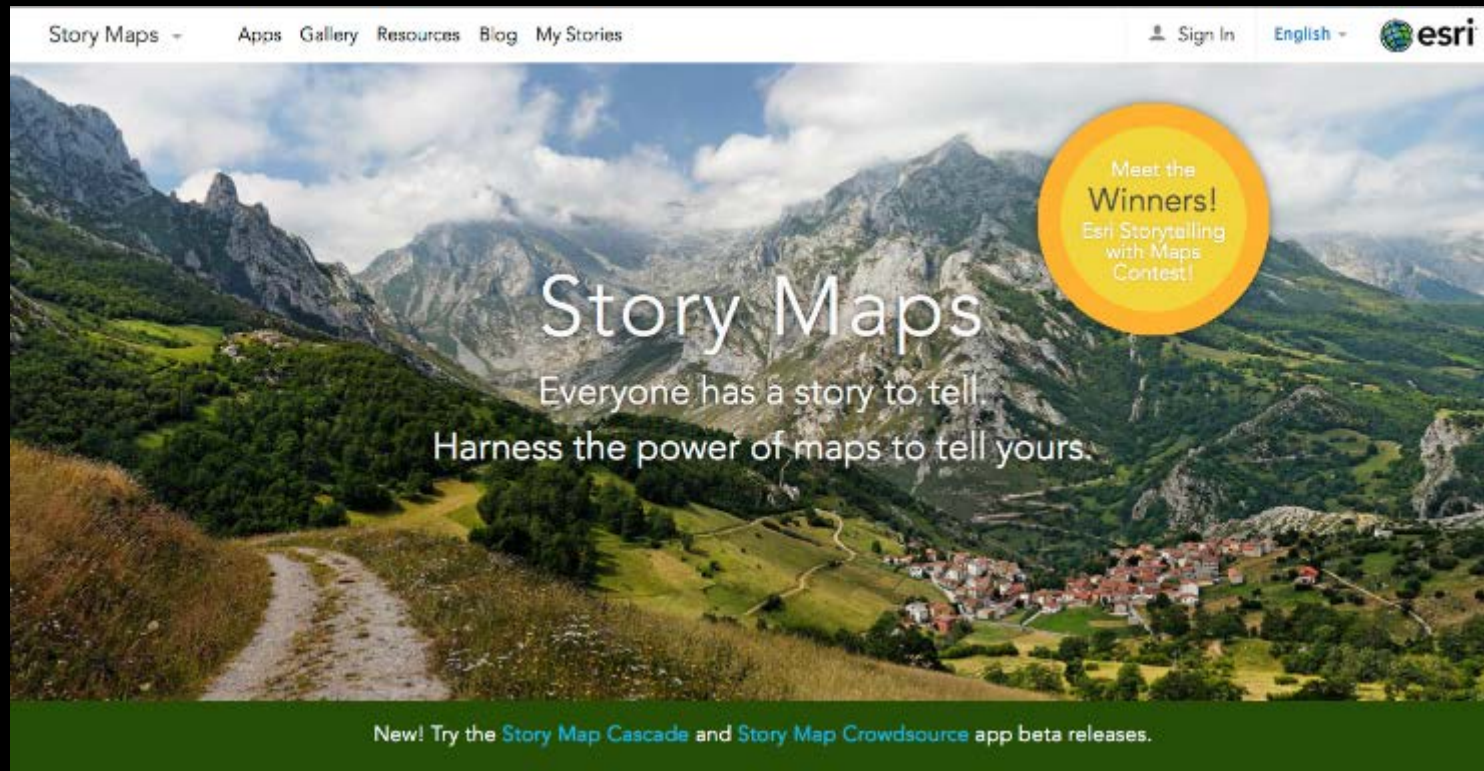 Story Maps
Apps Gallery Resources Blog My Stories
Sign In
English
esri
Meet the
Winners!
Esri Storytelling
with Maps
Contest!
Story Maps
Everyone has a story to tell.
Harness the power of maps to tell yours.
New! Try the Story Map Cascade and Story Map Crowdsource app beta releases.